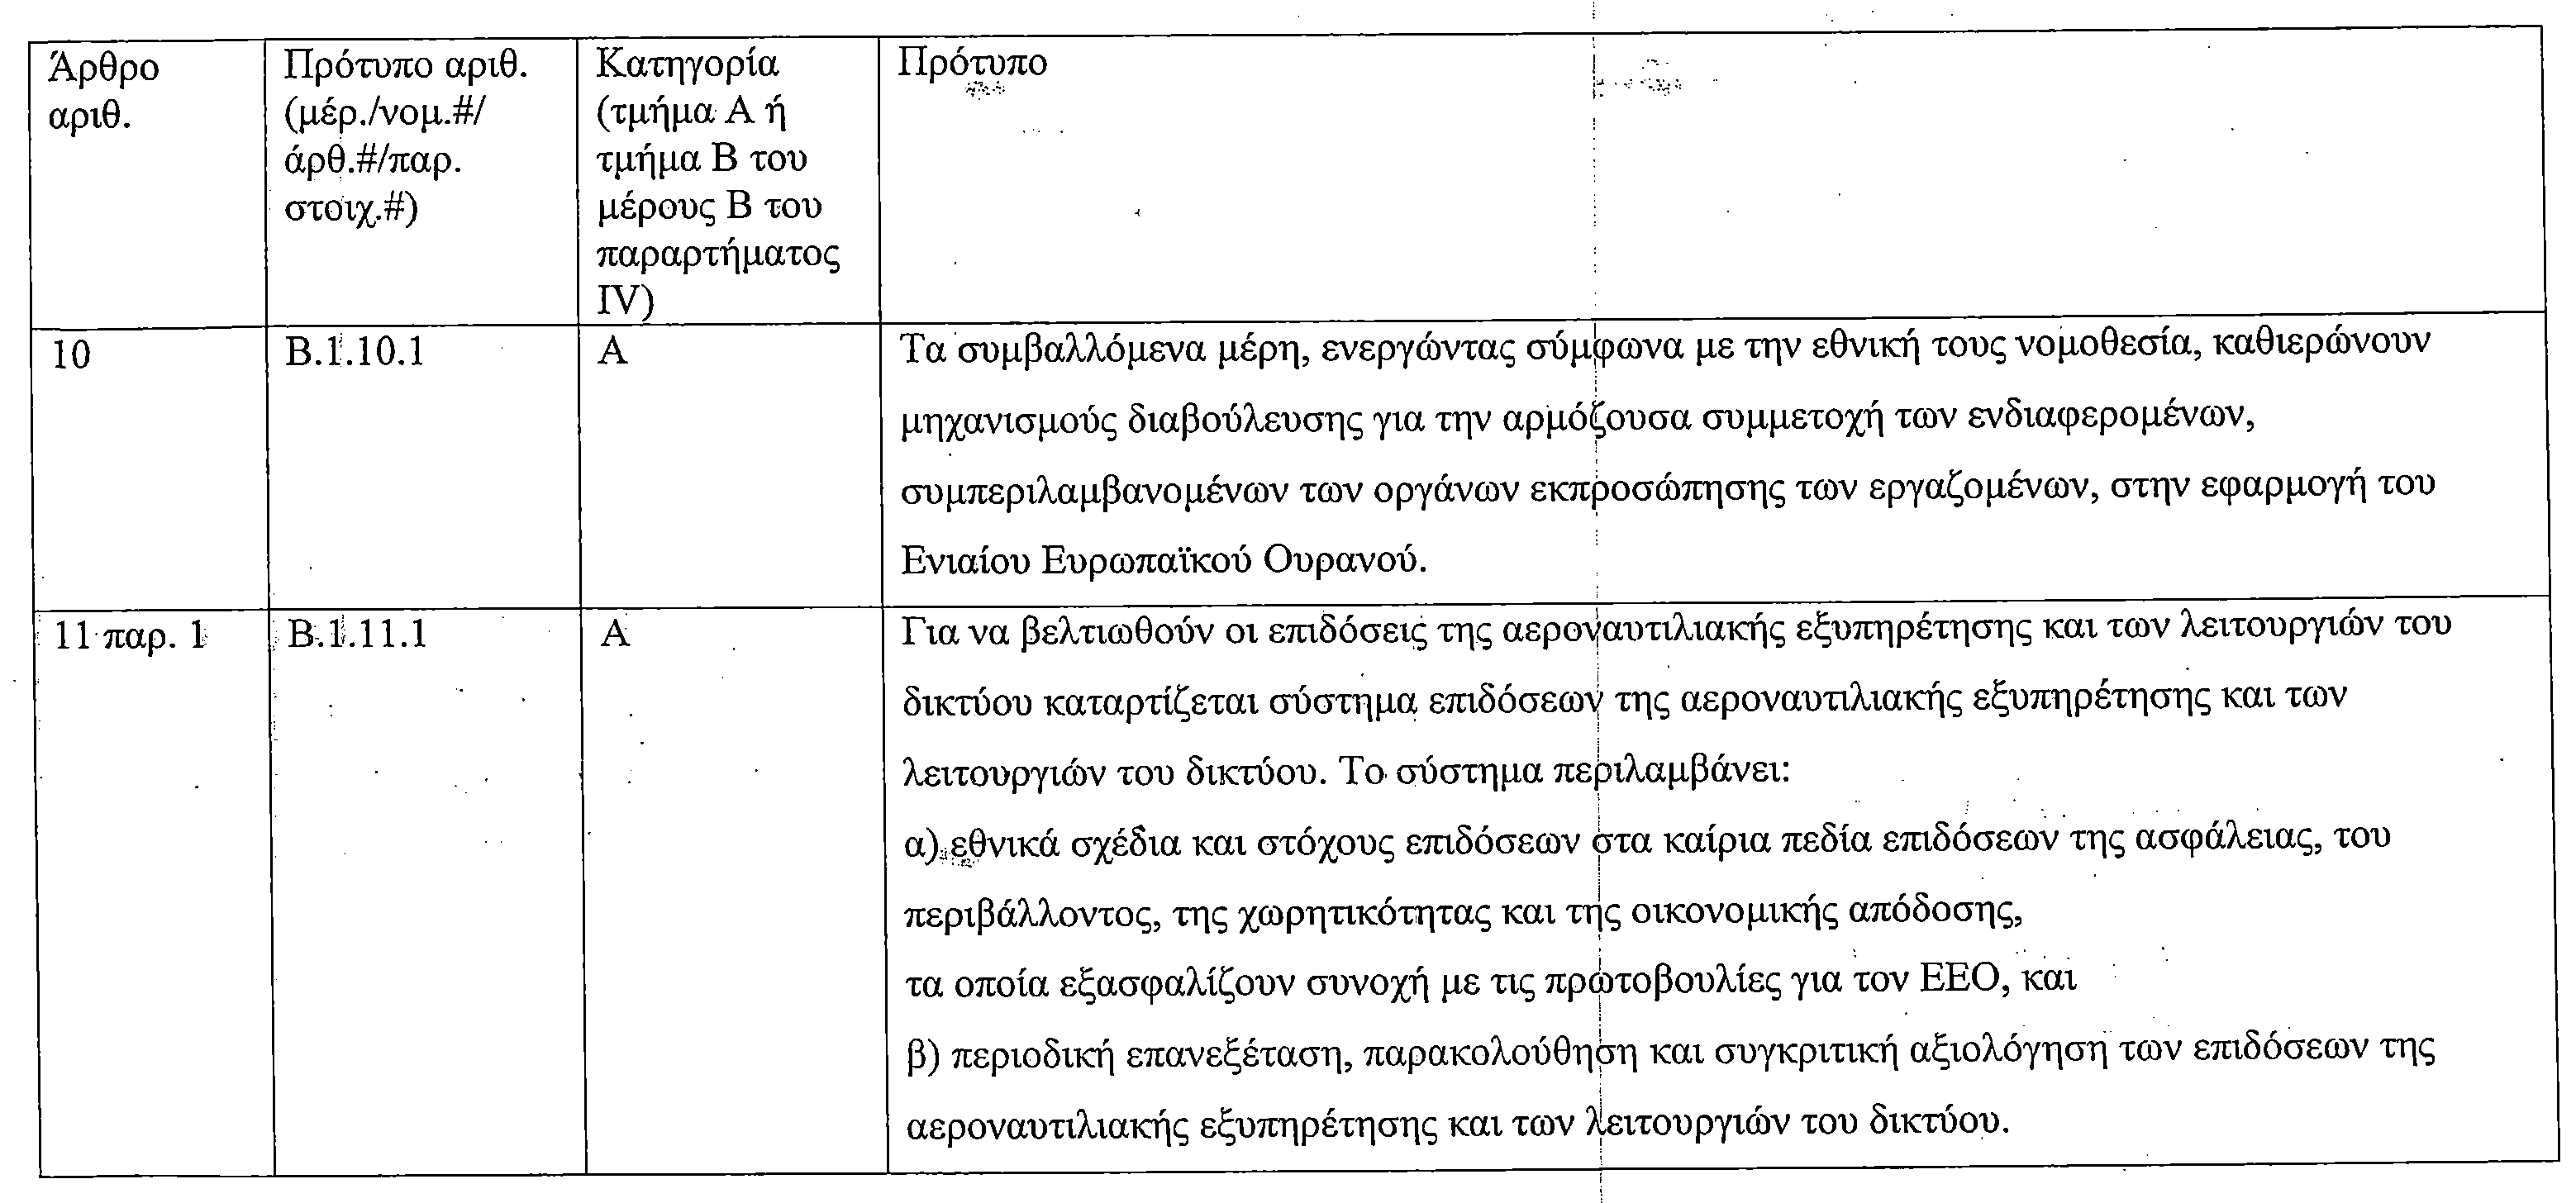 Άρθρο
αριθ.
Πρότυπο αριθ.
(μέρ./νομ.#/
άρθ.#/παρ.
στοιχ.#)
Κατηγορία
(τμήμα Α ή
τμήμα Β του
μέρους Β του
παραρτήματος
IV)
Πρότυπο
10
Β.1.10.1
Α
Τα συμβαλλόμενα μέρη, ενεργώντας σύμφωνα με την εθνική τους νομοθεσία, καθιερώνουν
μηχανισμούς διαβούλευσης για την αρμόζουσα συμμετοχή των ενδιαφερομένων,
συμπεριλαμβανομένων των οργάνων εκπροσώπησης των εργαζομένων, στην εφαρμογή του
Ενιαίου Ευρωπαϊκού Ουρανού.
11 παρ. 1
Β.1.11.1
Α
Για να βελτιωθούν οι επιδόσεις της αεροναυτιλιακής εξυπηρέτησης και των λειτουργιών του
δικτύου καταρτίζεται σύστημα επιδόσεων της αεροναυτιλιακής εξυπηρέτησης και των
λειτουργιών του δικτύου. Το σύστημα περιλαμβάνει:
α) εθνικά σχέδια και στόχους επιδόσεων στα καίρια πεδία επιδόσεων της ασφάλειας, του
περιβάλλοντος, της χωρητικότητας και της οικονομικής απόδοσης,
τα οποία εξασφαλίζουν συνοχή με τις πρωτοβουλίες για τον ΕΕΟ, και
β) περιοδική επανεξέταση, παρακολούθηση και συγκριτική αξιολόγηση των επιδόσεων της
αεροναυτιλιακής εξυπηρέτησης και των λειτουργιών του δικτύου.